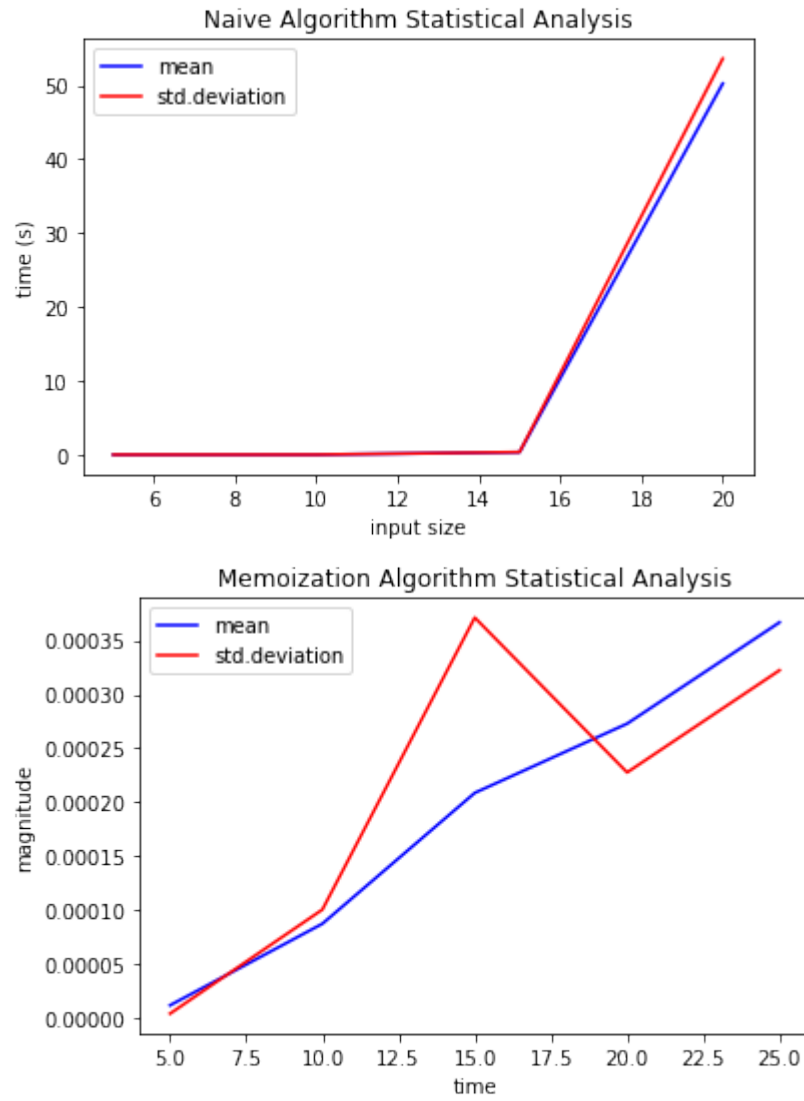 Naive Algorithm Statistical Analysis
mean
std.deviation
50
40
30
20
10
0
time (s)
6 8 10 12 14 16 18 20
input size
Memoization Algorithm Statistical Analysis
mean
std.deviation
0.00035
0.00030
0.00025
0.00020
0.00015
0.00010
0.00005
0.00000
magnitude
5.0 7.5 10.0 12.5 15.0 17.5 20.0 22.5 25.0
time